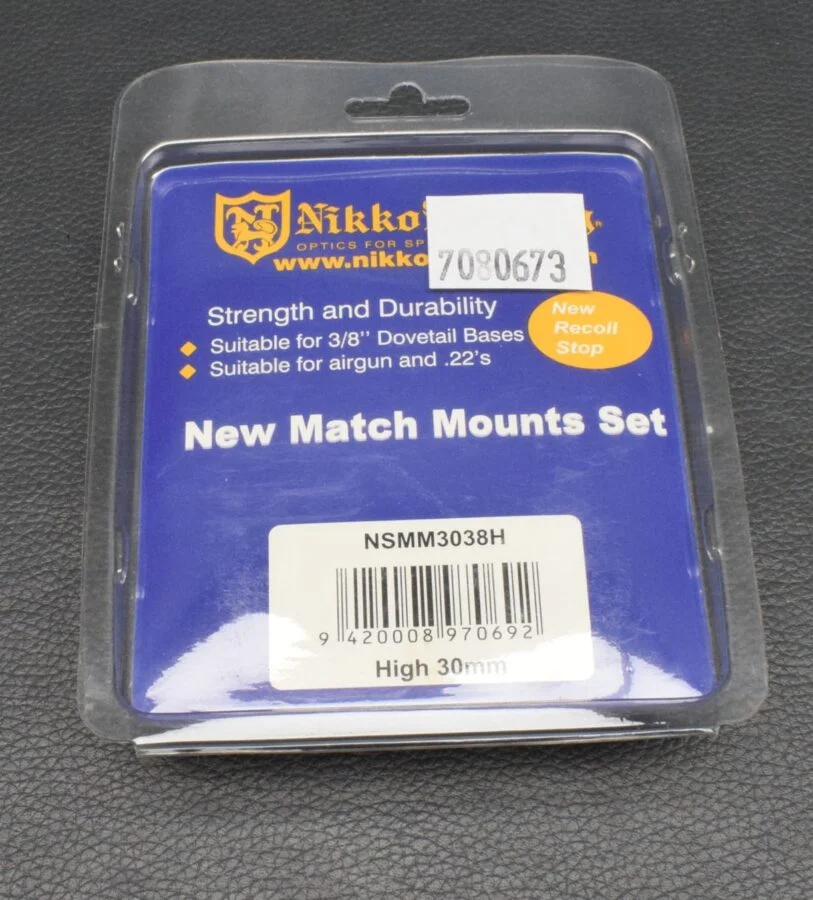 Nikko
OPTICS FOR SP
www.nikko
7080673
Strength and Durability
Suitable for 3/8'' Dovetail Bases
Suitable for airgun and .22's
New
Recoil
Stop
New Match Mounts Set
NSMM3038H
9 420008 970692
High 30mm